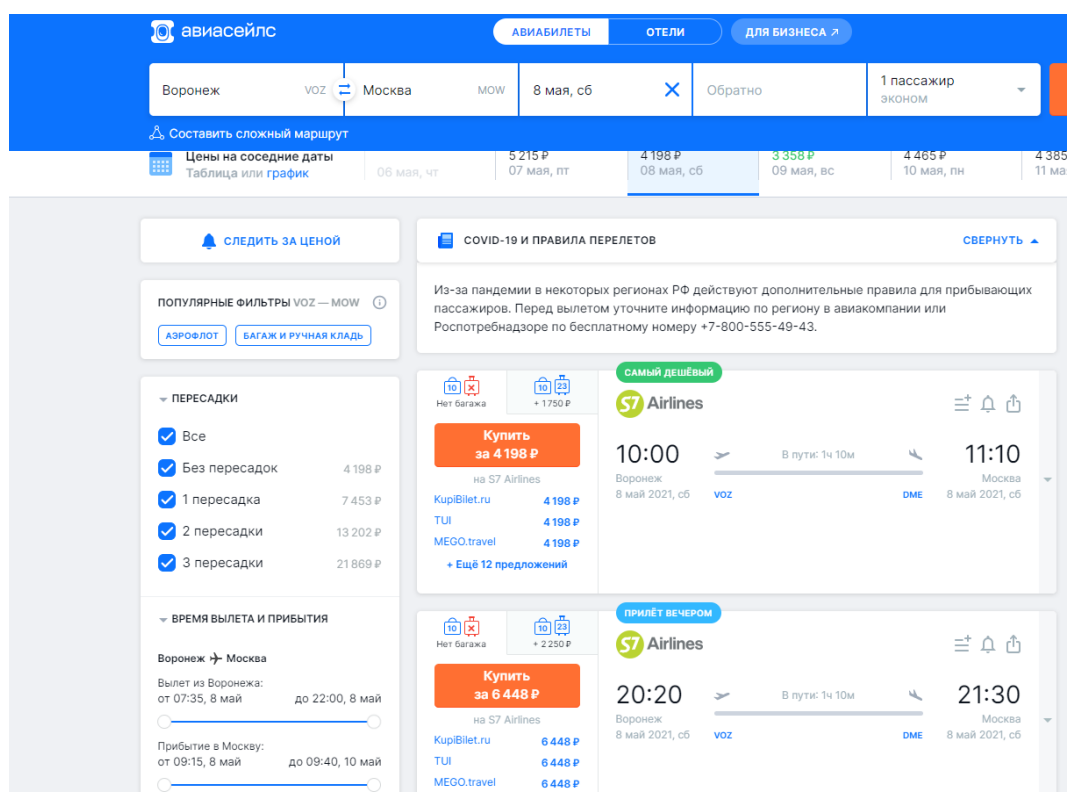 авиасейлс
АВИАБИЛЕТЫ ОТЕЛИ ДЛЯ БИЗНЕСА ↗
Воронеж VOZ Москва MOW 8 мая, сб Обратно 1 пассажир
эконом
Составить сложный маршрут
Цены на соседние даты 5 215 ₽ 4 198 ₽ 3 358 ₽ 4 465 ₽ 4 385
Таблица или график 06 мая, чт 07 мая, пт 08 мая, сб 09 мая, вс 10 мая, пн 11 ма
СЛЕДИТЬ ЗА ЦЕНОЙ
ПОПУЛЯРНЫЕ ФИЛЬТРЫ VOZ — MOW
АЭРОФЛОТ БАГАЖ И РУЧНАЯ КЛАДЬ
ПЕРЕСАДКИ
Все
Без пересадок 4 198 ₽
1 пересадка 7 453 ₽
2 пересадки 13 202 ₽
3 пересадки 21 869 ₽
ВРЕМЯ ВЫЛЕТА И ПРИБЫТИЯ
Воронеж ✈ Москва
Вылет из Воронежа:
от 07:35, 8 май до 22:00, 8 май
Прибытие в Москву:
от 09:15, 8 май до 09:40, 10 май
COVID-19 И ПРАВИЛА ПЕРЕЛЕТОВ СВЕРНУТЬ
Из-за пандемии в некоторых регионах РФ действуют дополнительные правила для прибывающих
пассажиров. Перед вылетом уточните информацию по региону в авиакомпании или
Роспотребнадзоре по бесплатному номеру +7-800-555-49-43.
САМЫЙ ДЕШЁВЫЙ
10 10 23
Нет багажа + 1 750 ₽
Купить
за 4 198 ₽
на S7 Airlines
KupiBilet.ru 4 198 ₽
TUI 4 198 ₽
MEGO.travel 4 198 ₽
+ Ещё 12 предложений
S7 Airlines
10:00 В пути: 1ч 10м 11:10
Воронеж Москва
8 май 2021, сб VOZ DME 8 май 2021, сб
ПРИЛЁТ ВЕЧЕРОМ
10 10 23
Нет багажа + 2 250 ₽
Купить
за 6 448 ₽
на S7 Airlines
KupiBilet.ru 6 448 ₽
TUI 6 448 ₽
MEGO.travel 6 448 ₽
S7 Airlines
20:20 В пути: 1ч 10м 21:30
Воронеж Москва
8 май 2021, сб VOZ DME 8 май 2021, сб